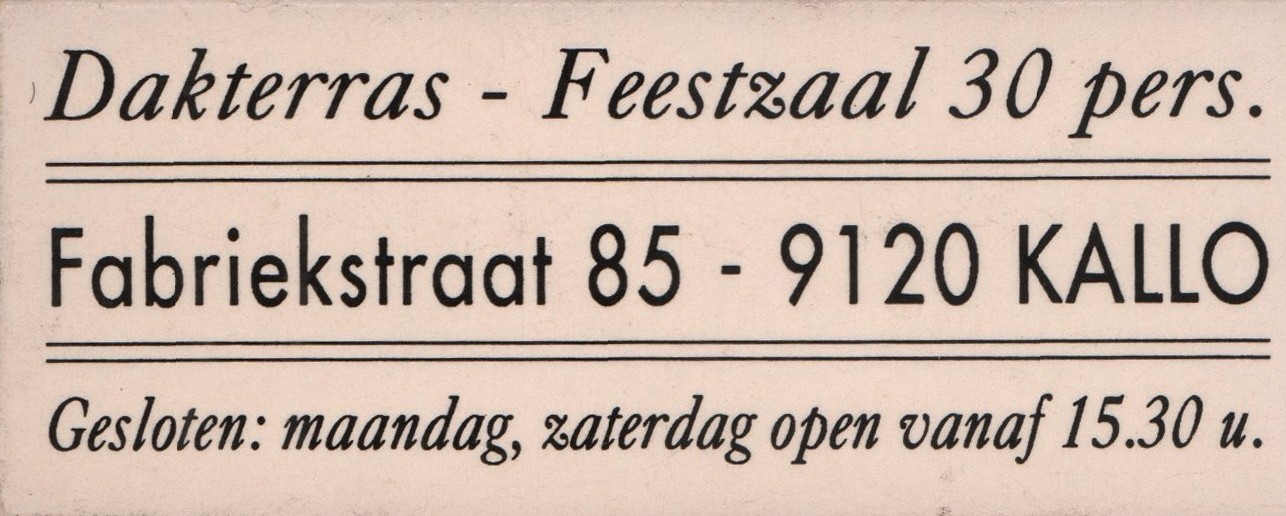 Dakterras - Feestzaal 30 pers.
Fabriekstraat 85 - 9120 KALLO
Gesloten: maandag, zaterdag open vanaf 15.30 u.